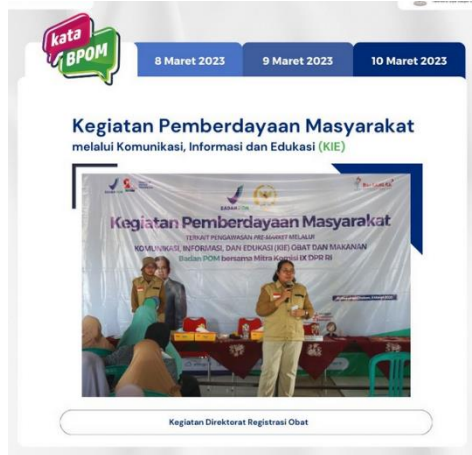 kata
BPOM
8 Maret 2023
9 Maret 2023
10 Maret 2023
Kegiatan Pemberdayaan Masyarakat
melalui Komunikasi, Informasi dan Edukasi (KIE)
BADAN POM
Kegiatan Pemberdayaan Masyarakat
TERKAIT PENGAWASAN PRE-MARKET MELALUI
KOMUNIKASI, INFORMASI, DAN EDUKASI (KIE) OBAT DAN MAKANAN
Badan POM bersama Mitra Komisi IX DPR RI
Kegiatan Direktorat Registrasi Obat